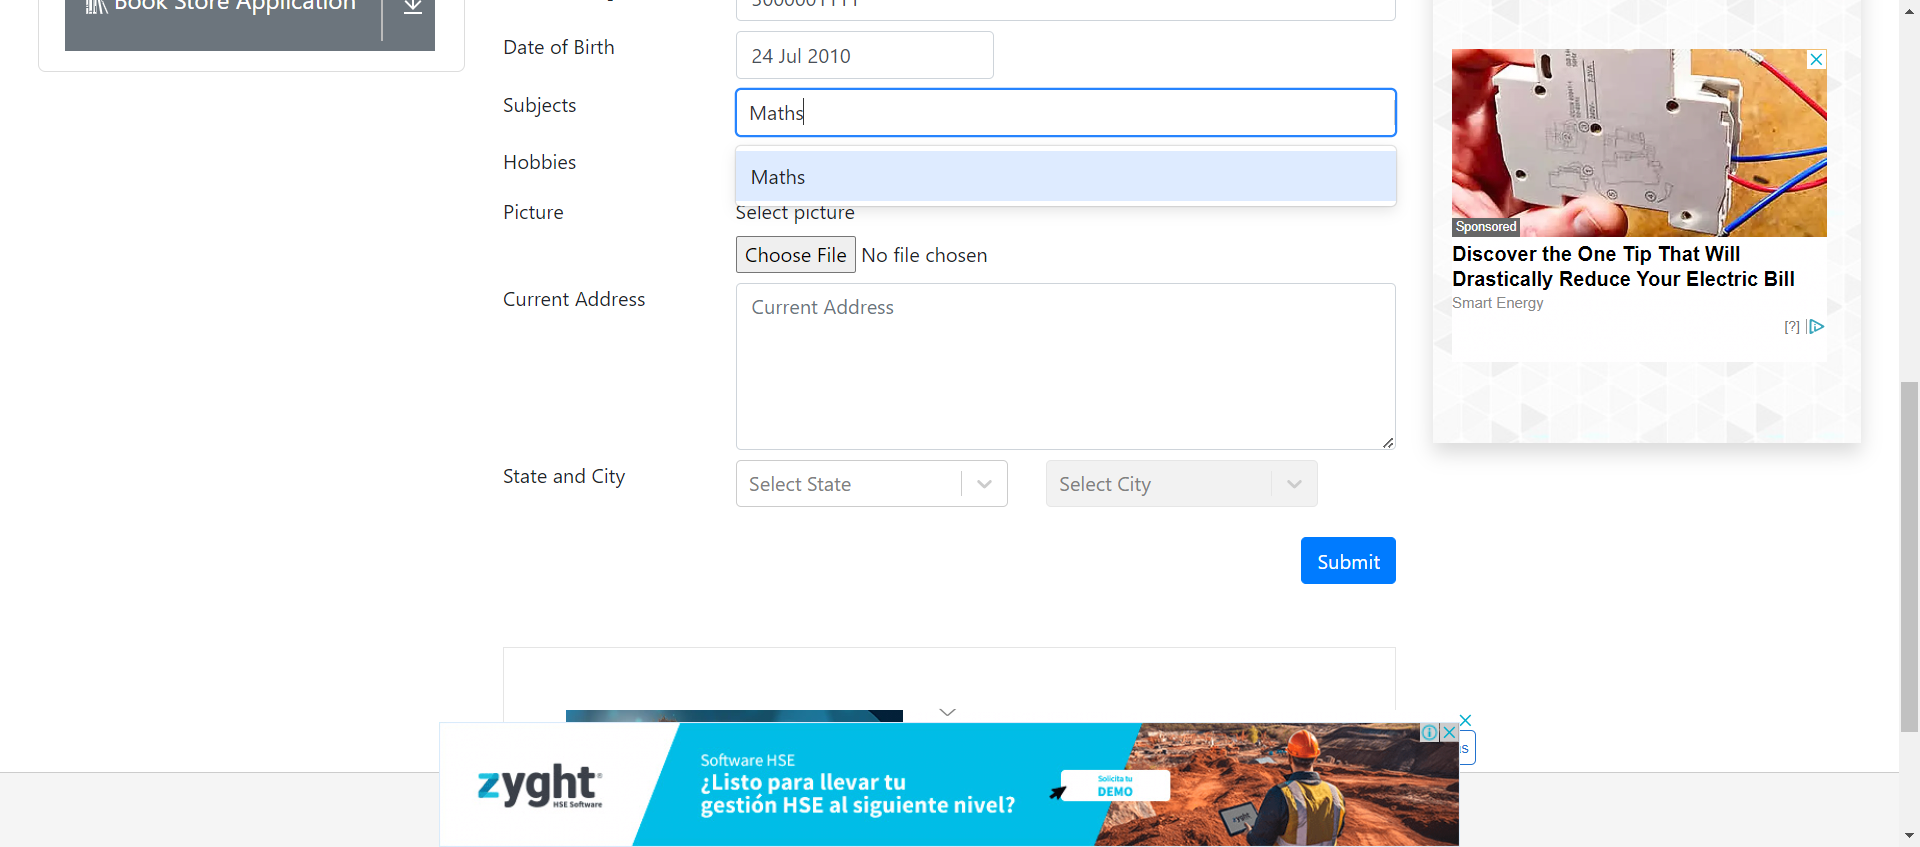 Book Store Application
Date of Birth
24 Jul 2010
Subjects
Maths
Hobbies
Maths
Picture
Select picture
Choose File No file chosen
Current Address
Current Address
State and City
Select State
Select City
Submit
Sponsored
Discover the One Tip That Will
Drastically Reduce Your Electric Bill
Smart Energy
[?]
zyght
HSE Software
Software HSE
¿Listo para llevar tu
gestión HSE al siguiente nivel?
Solicita tu
DEMO
zyght